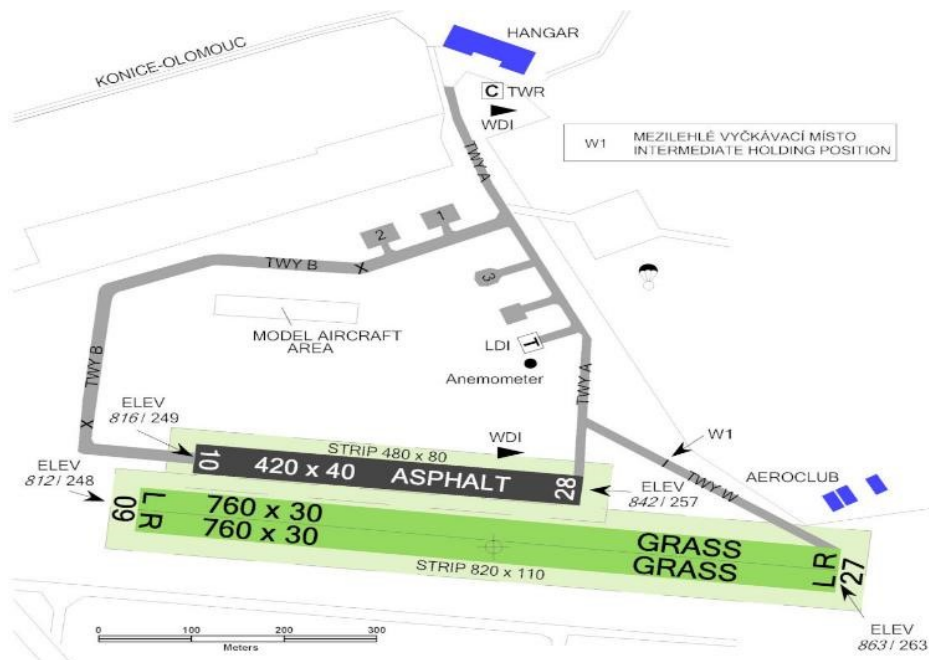 HANGAR
KONICE-OLOMOUC
C TWR
WDI
W1 MEZILEHLÉ VYČKÁVACÍ MÍSTO
INTERMEDIATE HOLDING POSITION
TWY A
1
2
TWY B
X
3
MODEL AIRCRAFT
AREA
LDI T
Anemometer
TWY B
TWY A
X
ELEV
816 / 249
WDI
W1
STRIP 480 x 80
10 420 x 40 ASPHALT 28
TWY W
AEROCLUB
ELEV
812 / 248
ELEV
842 / 257
09 L 760 x 30 GRASS R 27
R 760 x 30 GRASS L
STRIP 820 x 110
ELEV
863 / 263
0 100 200 300
Meters